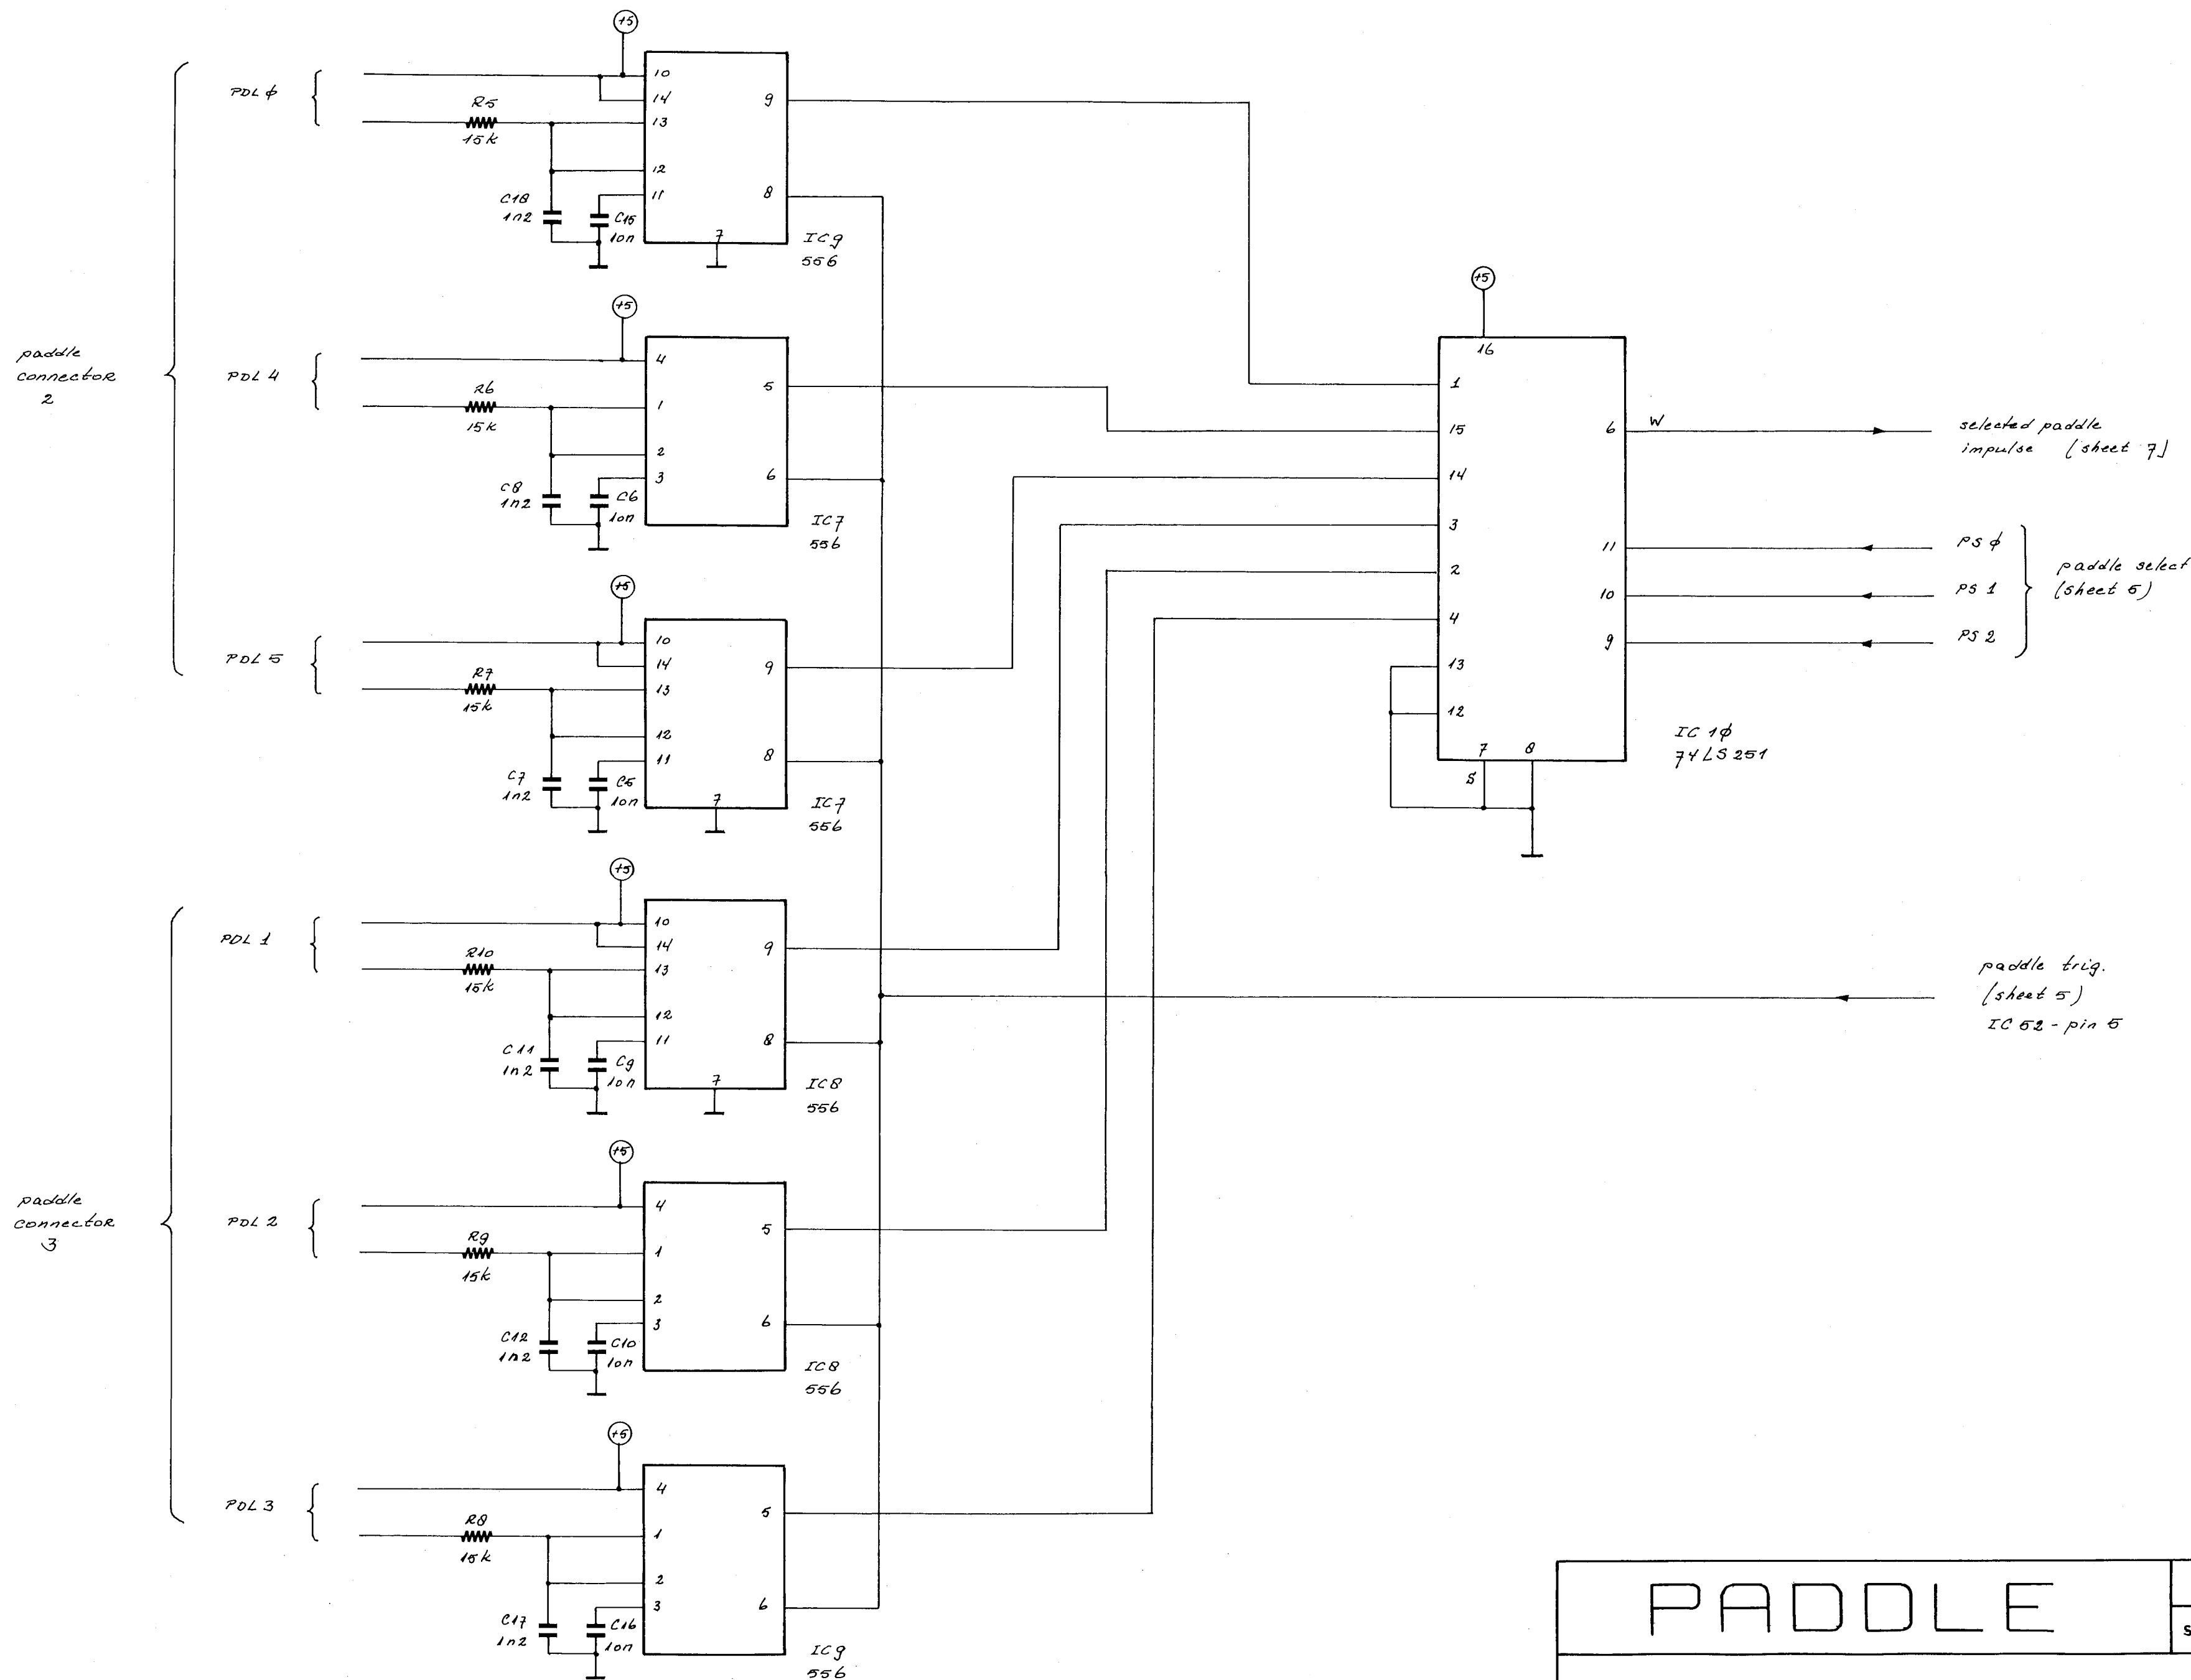 paddle
connector
2
PDL ϕ
+5
R5
15k
C18
1n2
C15
10n
10
14
13
12
11
9
8
7
IC9
556
PDL 4
+5
R6
15k
C8
1n2
C6
10n
4
1
2
3
5
6
IC7
556
PDL 5
+5
R7
15k
C7
1n2
C5
10n
10
14
13
12
11
9
8
7
IC7
556
paddle
connector
3
PDL 1
+5
R10
15k
C11
1n2
C9
10n
10
14
13
12
11
9
8
7
IC8
556
PDL 2
+5
R9
15k
C12
1n2
C10
10n
4
1
2
3
5
6
IC8
556
PDL 3
+5
R8
15k
C17
1n2
C16
10n
4
1
2
3
5
6
IC9
556
+5
16
1
15
14
3
2
4
13
12
7
8
S
6
11
10
9
W
IC 1ϕ
74LS251
selected paddle
impulse (sheet 7)
PS ϕ
PS 1
PS 2
paddle select
(sheet 5)
paddle trig.
(sheet 5)
IC 52 - pin 5
PADDLE